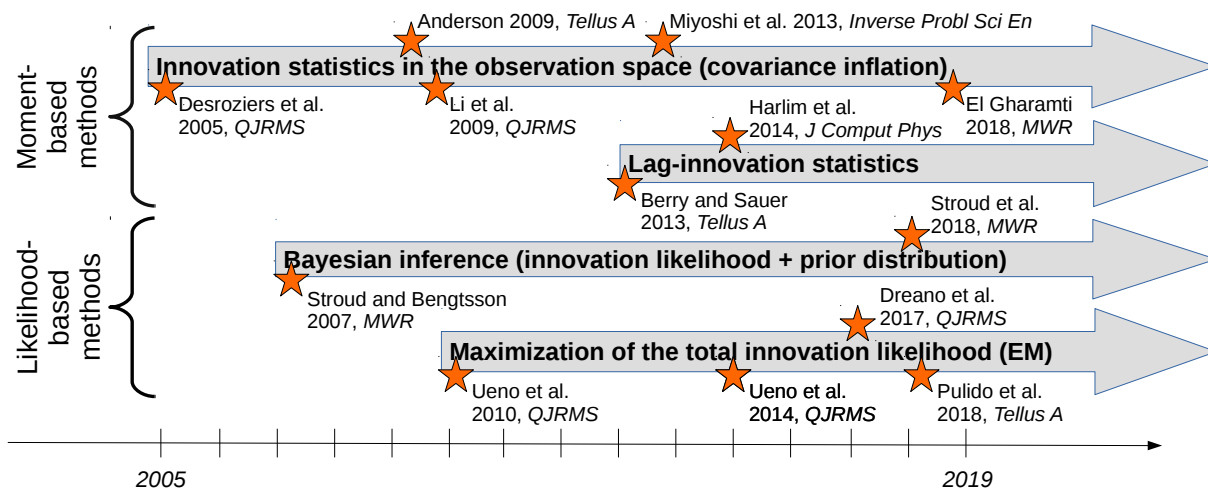 Moment-
based
methods
Anderson 2009, Tellus A
Miyoshi et al. 2013, Inverse Probl Sci En
Innovation statistics in the observation space (covariance inflation)
Desroziers et al.
2005, QJRMS
Li et al.
2009, QJRMS
Harlim et al.
2014, J Comput Phys
El Gharamti
2018, MWR
Lag-innovation statistics
Berry and Sauer
2013, Tellus A
Likelihood-
based
methods
Stroud et al.
2018, MWR
Bayesian inference (innovation likelihood + prior distribution)
Stroud and Bengtsson
2007, MWR
Dreano et al.
2017, QJRMS
Maximization of the total innovation likelihood (EM)
Ueno et al.
2010, QJRMS
Ueno et al.
2014, QJRMS
Pulido et al.
2018, Tellus A
2005
2019